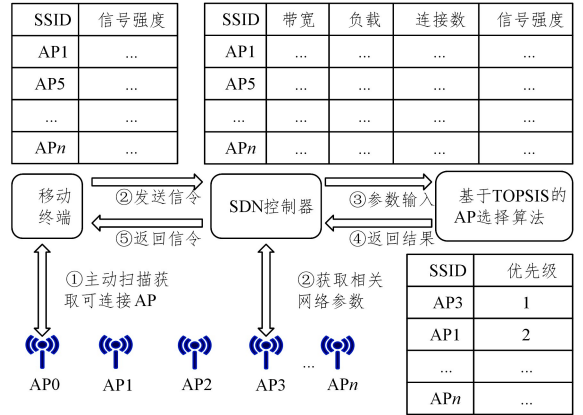 SSID 信号强度
AP1 ...
AP5 ...
... ...
APn ...
SSID 带宽 负载 连接数 信号强度
AP1 ... ... ... ...
AP5 ... ... ... ...
... ... ... ... ...
APn ... ... ... ...
移动
终端
②发送信令
⑤返回信令
SDN控制器
③参数输入
④返回结果
基于TOPSIS的
AP选择算法
①主动扫描获
取可连接AP
②获取相关
网络参数
SSID 优先级
AP3 1
AP1 2
... ...
APn ...
AP0 AP1 AP2 AP3 ... APn